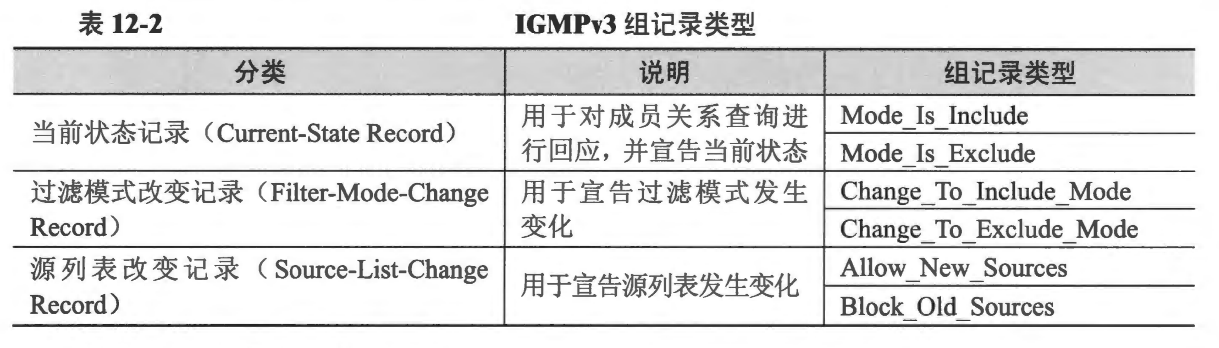 表 12-2 IGMPv3 组记录类型
分类 说明 组记录类型
当前状态记录（Current-State Record） 用于对成员关系查询进 Mode_Is_Include
行回应，并宣告当前状态 Mode_Is_Exclude
过滤模式改变记录（Filter-Mode-Change 用于宣告过滤模式发生 Change_To_Include_Mode
Record） 变化 Change_To_Exclude_Mode
源列表改变记录（Source-List-Change 用于宣告源列表发生变化 Allow_New_Sources
Record） Block_Old_Sources